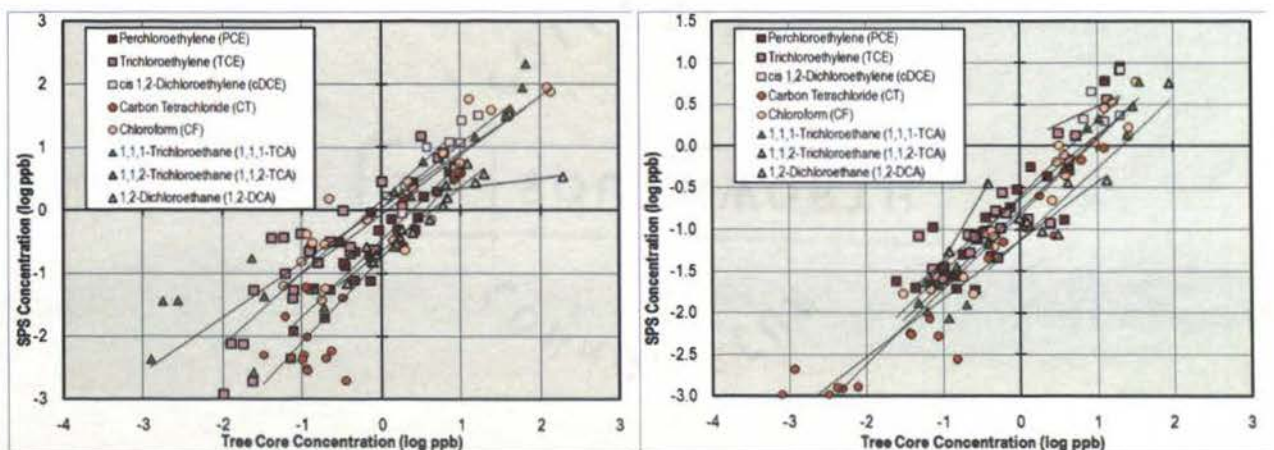 3
2
1
0
-1
-2
-3
SPS Concentration (log ppb)
Perchloroethylene (PCE)
Trichloroethylene (TCE)
cis 1,2-Dichloroethylene (cDCE)
Carbon Tetrachloride (CT)
Chloroform (CF)
1,1,1-Trichloroethane (1,1,1-TCA)
1,1,2-Trichloroethane (1,1,2-TCA)
1,2-Dichloroethane (1,2-DCA)
-4 -3 -2 -1 0 1 2 3
Tree Core Concentration (log ppb)
1.5
1.0
0.5
0.0
-0.5
-1.0
-1.5
-2.0
-2.5
-3.0
SPS Concentration (log ppb)
Perchloroethylene (PCE)
Trichloroethylene (TCE)
cis 1,2-Dichloroethylene (cDCE)
Carbon Tetrachloride (CT)
Chloroform (CF)
1,1,1-Trichloroethane (1,1,1-TCA)
1,1,2-Trichloroethane (1,1,2-TCA)
1,2-Dichloroethane (1,2-DCA)
-4 -3 -2 -1 0 1 2 3
Tree Core Concentration (log ppb)